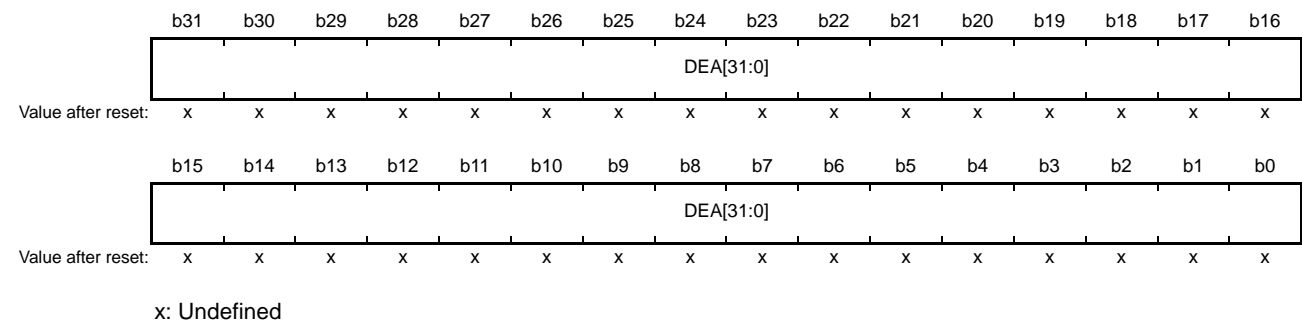 b31 b30 b29 b28 b27 b26 b25 b24 b23 b22 b21 b20 b19 b18 b17 b16
DEA[31:0]
Value after reset: x x x x x x x x x x x x x x x x
b15 b14 b13 b12 b11 b10 b9 b8 b7 b6 b5 b4 b3 b2 b1 b0
DEA[31:0]
Value after reset: x x x x x x x x x x x x x x x x
x: Undefined